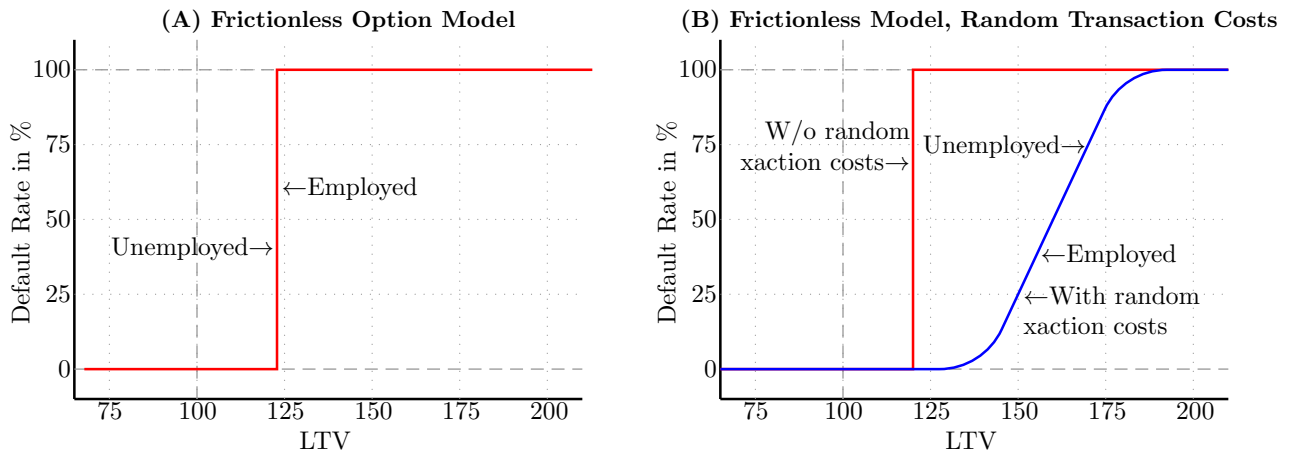 (A) Frictionless Option Model
Default Rate in %
100
75
50
25
0
←Employed
Unemployed→
75 100 125 150 175 200
LTV
(B) Frictionless Model, Random Transaction Costs
Default Rate in %
100
75
50
25
0
W/o random
xaction costs→
Unemployed→
←Employed
←With random
xaction costs
75 100 125 150 175 200
LTV